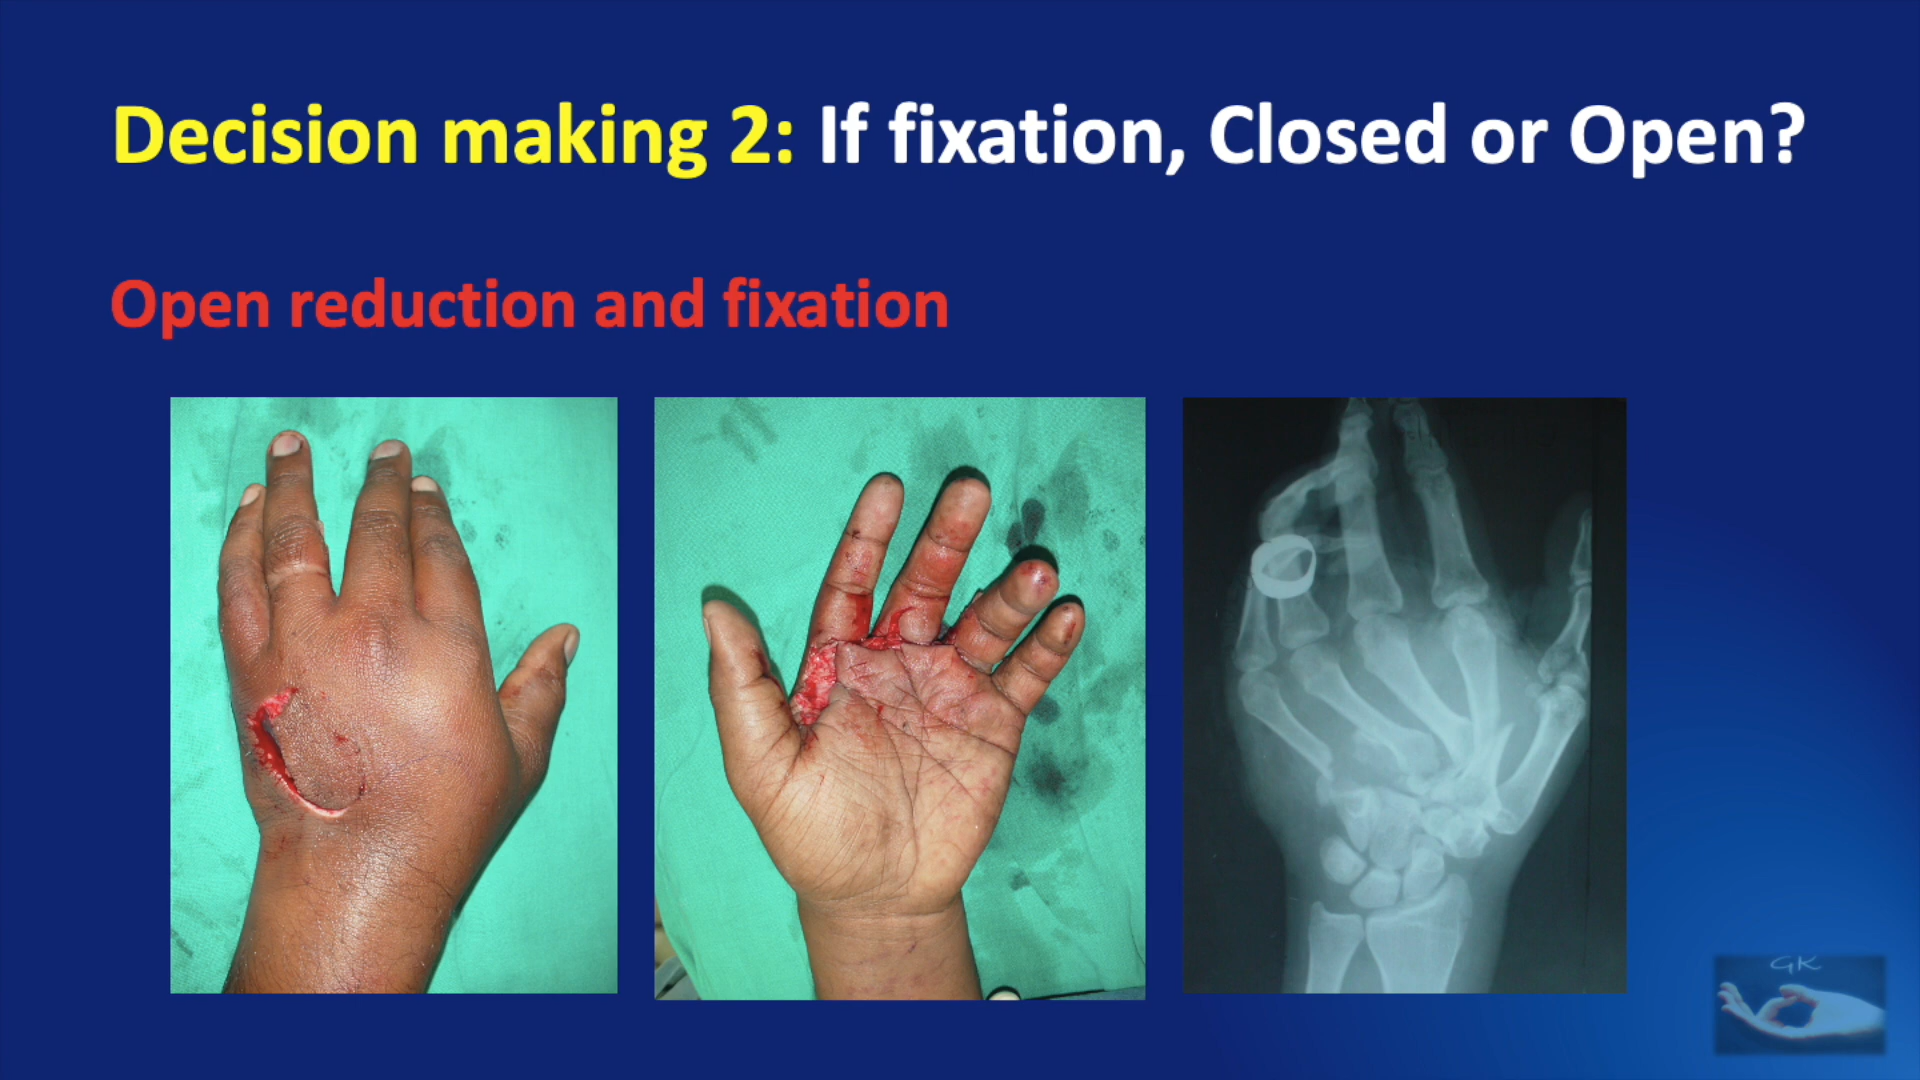 Decision making 2: If fixation, Closed or Open?
Open reduction and fixation
GK